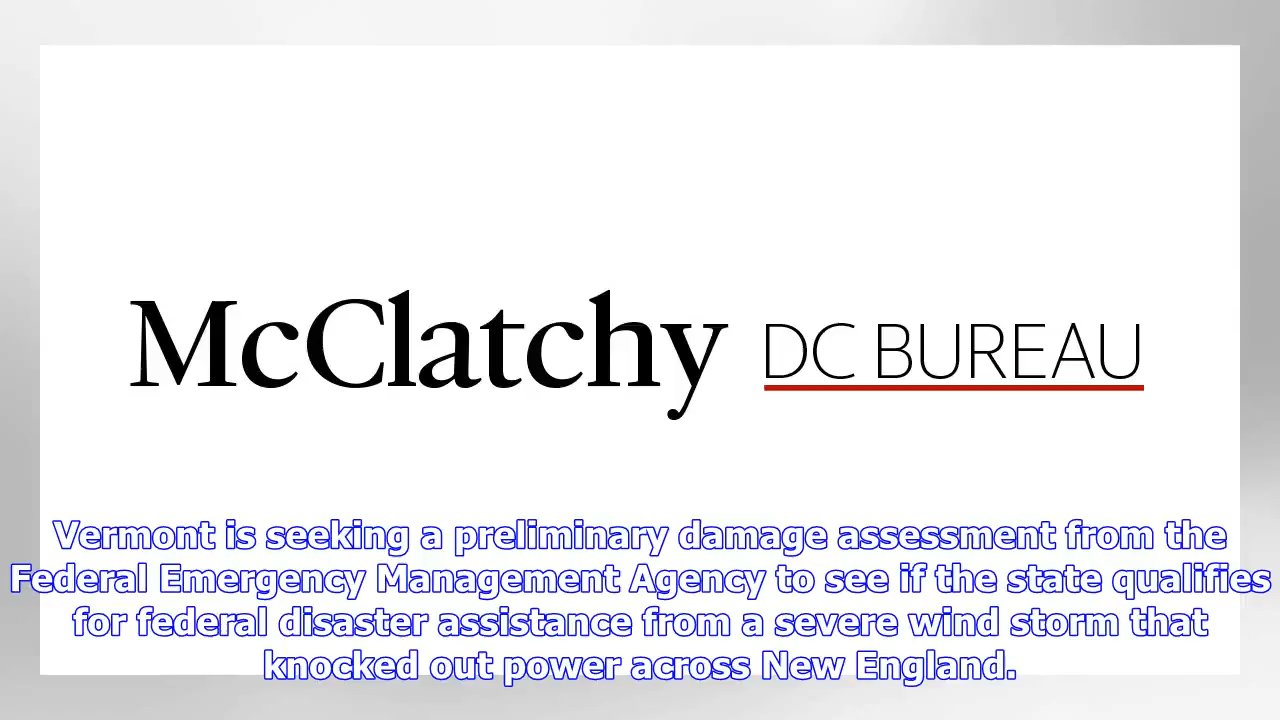 McClatchy DC BUREAU
Vermont is seeking a preliminary damage assessment from the
Federal Emergency Management Agency to see if the state qualifies
for federal disaster assistance from a severe wind storm that
knocked out power across New England.